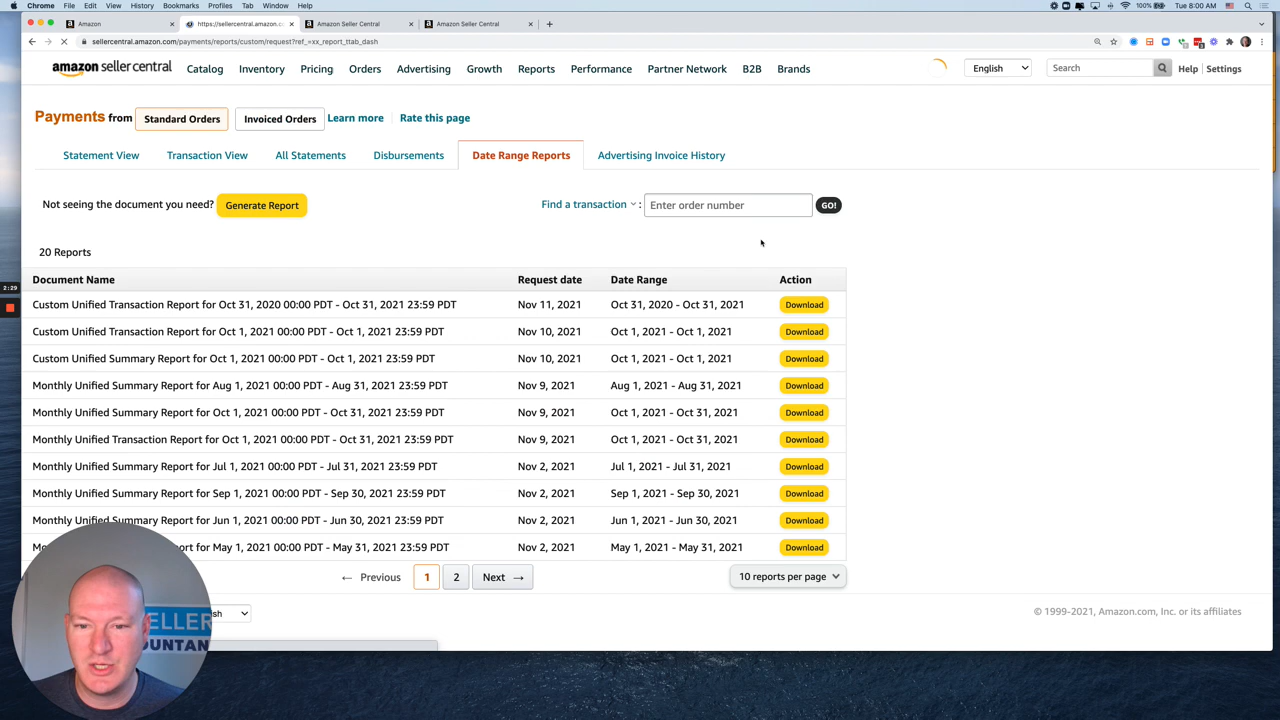 Chrome File Edit View History Bookmarks Profiles Tab Window Help 100% Tue 8:00 AM
Amazon https://sellercentral.amazon.co Amazon Seller Central Amazon Seller Central
sellercentral.amazon.com/payments/reports/custom/request?ref_=xx_report_ttab_dash
amazon seller central Catalog Inventory Pricing Orders Advertising Growth Reports Performance Partner Network B2B Brands English Search Help Settings
Payments from Standard Orders Invoiced Orders Learn more Rate this page
Statement View Transaction View All Statements Disbursements Date Range Reports Advertising Invoice History
Not seeing the document you need? Generate Report Find a transaction : Enter order number GO!
20 Reports
Document Name Request date Date Range Action
2:29
Custom Unified Transaction Report for Oct 31, 2020 00:00 PDT - Oct 31, 2021 23:59 PDT Nov 11, 2021 Oct 31, 2020 - Oct 31, 2021 Download
Custom Unified Transaction Report for Oct 1, 2021 00:00 PDT - Oct 1, 2021 23:59 PDT Nov 10, 2021 Oct 1, 2021 - Oct 1, 2021 Download
Custom Unified Summary Report for Oct 1, 2021 00:00 PDT - Oct 1, 2021 23:59 PDT Nov 10, 2021 Oct 1, 2021 - Oct 1, 2021 Download
Monthly Unified Summary Report for Aug 1, 2021 00:00 PDT - Aug 31, 2021 23:59 PDT Nov 9, 2021 Aug 1, 2021 - Aug 31, 2021 Download
Monthly Unified Summary Report for Oct 1, 2021 00:00 PDT - Oct 31, 2021 23:59 PDT Nov 9, 2021 Oct 1, 2021 - Oct 31, 2021 Download
Monthly Unified Transaction Report for Oct 1, 2021 00:00 PDT - Oct 31, 2021 23:59 PDT Nov 9, 2021 Oct 1, 2021 - Oct 31, 2021 Download
Monthly Unified Summary Report for Jul 1, 2021 00:00 PDT - Jul 31, 2021 23:59 PDT Nov 2, 2021 Jul 1, 2021 - Jul 31, 2021 Download
Monthly Unified Summary Report for Sep 1, 2021 00:00 PDT - Sep 30, 2021 23:59 PDT Nov 2, 2021 Sep 1, 2021 - Sep 30, 2021 Download
Monthly Unified Summary Report for Jun 1, 2021 00:00 PDT - Jun 30, 2021 23:59 PDT Nov 2, 2021 Jun 1, 2021 - Jun 30, 2021 Download
Mo ort for May 1, 2021 00:00 PDT - May 31, 2021 23:59 PDT Nov 2, 2021 May 1, 2021 - May 31, 2021 Download
← Previous 1 2 Next → 10 reports per page
sh © 1999-2021, Amazon.com, Inc. or its affiliates
SELLER
OUNTAN